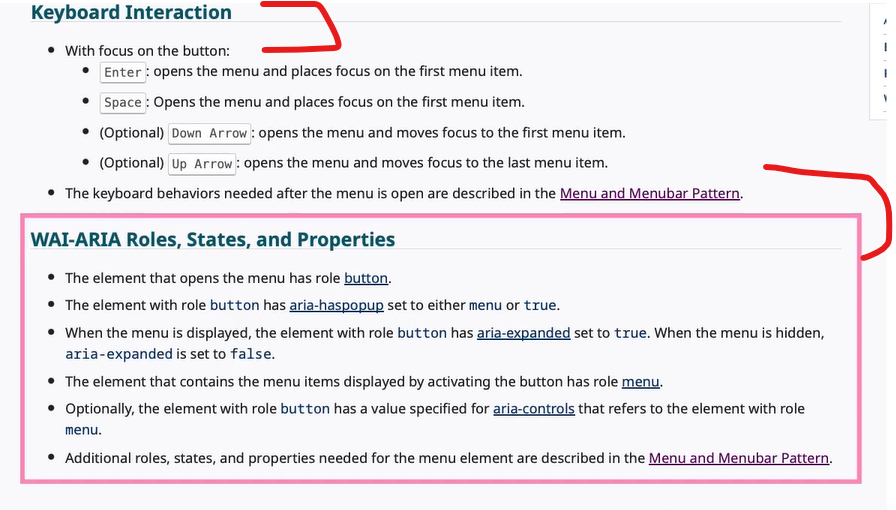 Keyboard Interaction
With focus on the button:
Enter: opens the menu and places focus on the first menu item.
Space: Opens the menu and places focus on the first menu item.
(Optional) Down Arrow: opens the menu and moves focus to the first menu item.
(Optional) Up Arrow: opens the menu and moves focus to the last menu item.
The keyboard behaviors needed after the menu is open are described in the Menu and Menubar Pattern.
WAI-ARIA Roles, States, and Properties
The element that opens the menu has role button.
The element with role button has aria-haspopup set to either menu or true.
When the menu is displayed, the element with role button has aria-expanded set to true. When the menu is hidden,
aria-expanded is set to false.
The element that contains the menu items displayed by activating the button has role menu.
Optionally, the element with role button has a value specified for aria-controls that refers to the element with role
menu.
Additional roles, states, and properties needed for the menu element are described in the Menu and Menubar Pattern.